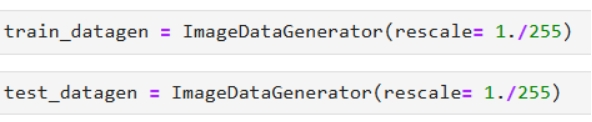 train_datagen = ImageDataGenerator(rescale= 1./255)
test_datagen = ImageDataGenerator(rescale= 1./255)